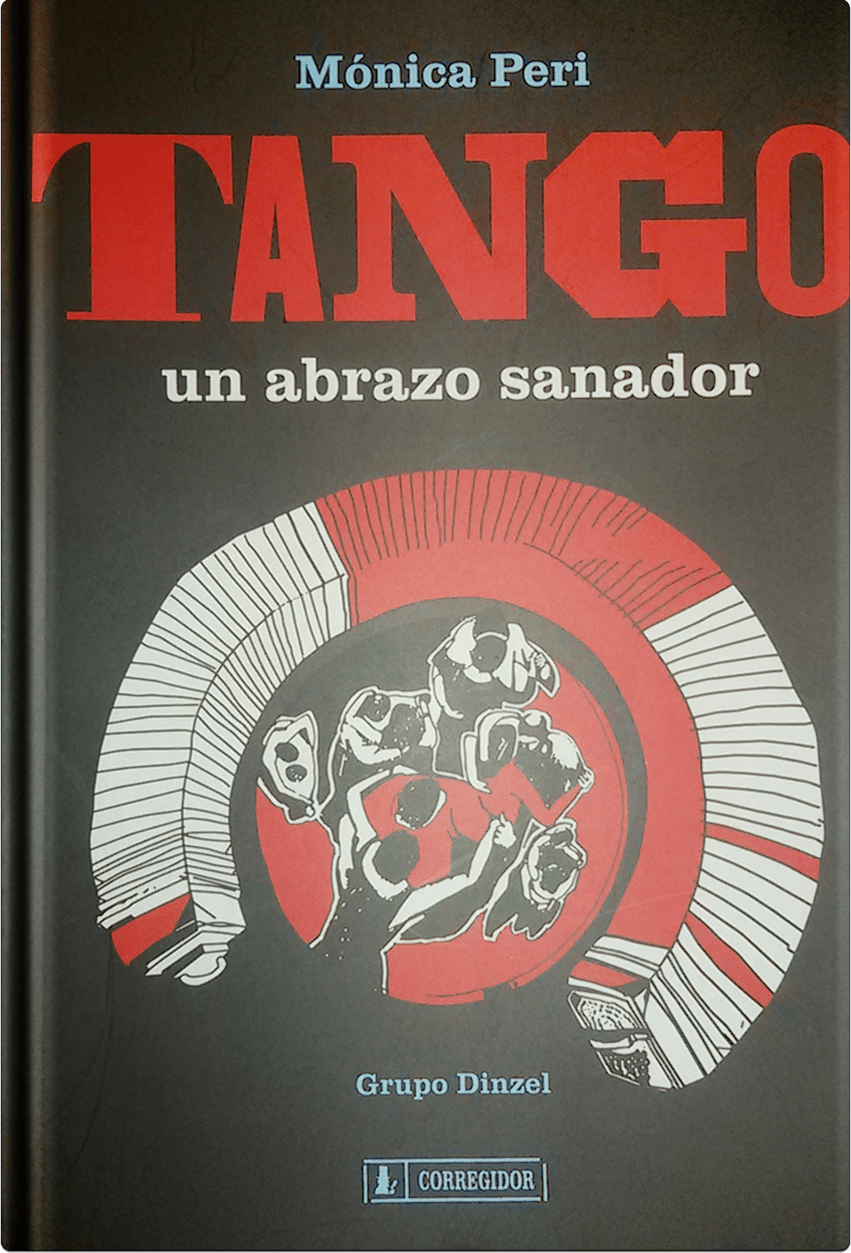 Mónica Peri
TANGO
un abrazo sanador
Grupo Dinzel
CORREGIDOR